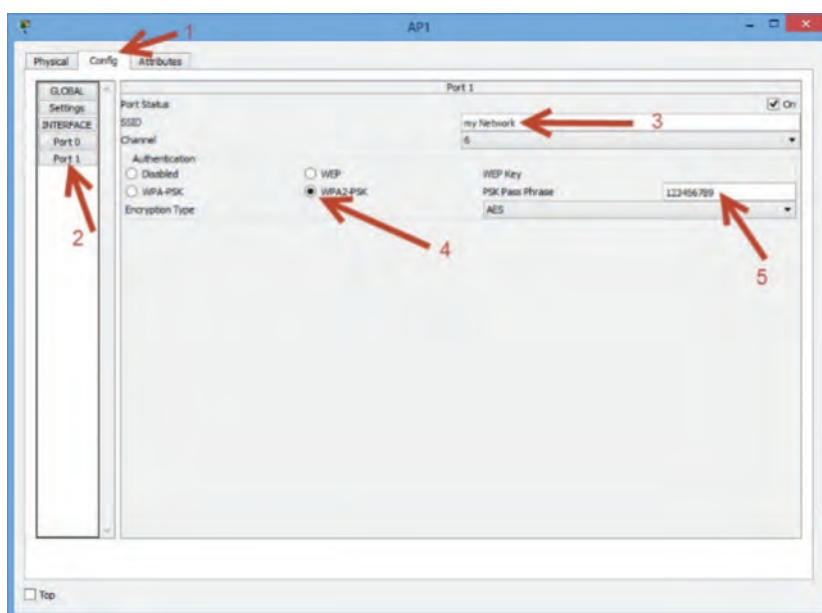 AP1
1
Physical Config Attributes
GLOBAL
Settings
INTERFACE
Port 0
Port 1
2
Port 1
Port Status On
SSID my Network 3
Channel 6
Authentication
Disabled WEP WEP Key
WPA-PSK WPA2-PSK PSK Pass Phrase 123456789
Encryption Type AES
4
5
Top